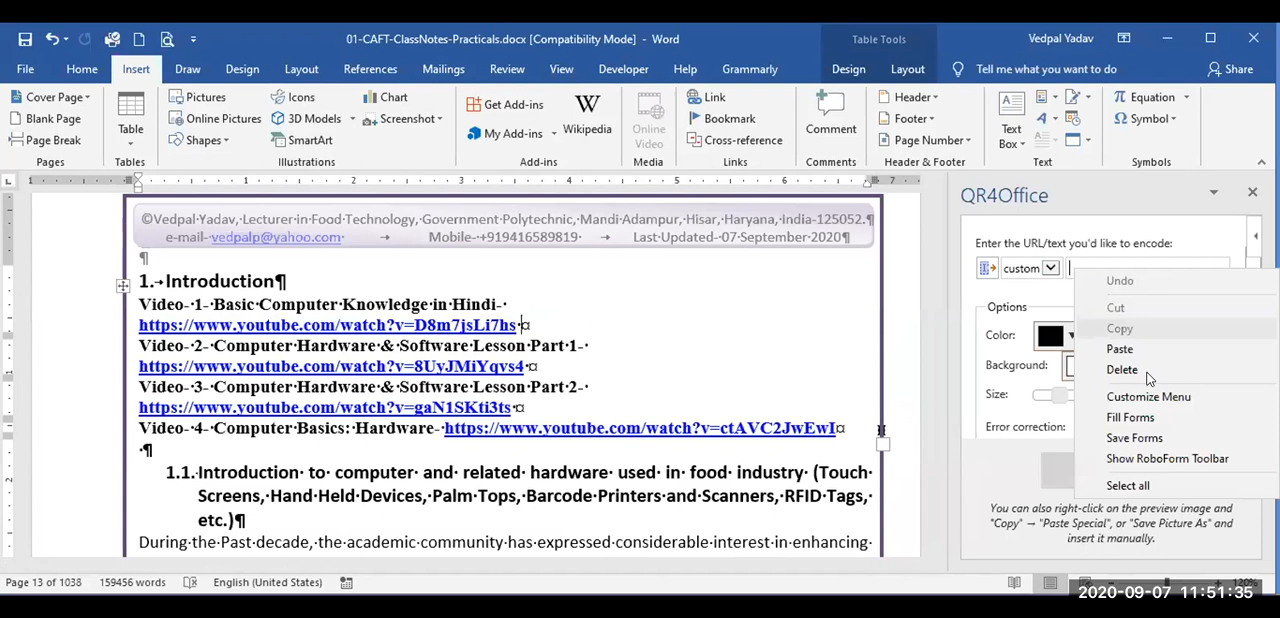 01-CAFT-ClassNotes-Practicals.docx [Compatibility Mode] - Word
Table Tools
Vedpal Yadav
File Home Insert Draw Design Layout References Mailings Review View Developer Help Grammarly Design Layout Tell me what you want to do Share
Cover Page
Blank Page
Page Break
Pages
Table
Tables
Pictures
Online Pictures
Shapes
Icons
3D Models
SmartArt
Chart
Screenshot
Illustrations
Get Add-ins
My Add-ins
Wikipedia
Add-ins
Online
Video
Media
Link
Bookmark
Cross-reference
Links
Comment
Comments
Header
Footer
Page Number
Header & Footer
Text
Box
Text
Equation
Symbol
Symbols
1 1 2 3 4 5 6 7
©Vedpal Yadav, Lecturer in Food Technology, Government Polytechnic, Mandi Adampur, Hisar, Haryana, India-125052.¶
e-mail- vedpalp@yahoo.com → Mobile- +919416589819 → Last Updated- 07 September 2020¶
¶
1.→Introduction¶
Video- 1- Basic Computer Knowledge in Hindi-
https://www.youtube.com/watch?v=D8m7jsLi7hs ¤
Video- 2- Computer Hardware & Software Lesson Part 1-
https://www.youtube.com/watch?v=8UyJMiYqvs4 ¤
Video- 3- Computer Hardware & Software Lesson Part 2-
https://www.youtube.com/watch?v=gaN1SKti3ts ¤
Video- 4- Computer Basics: Hardware- https://www.youtube.com/watch?v=ctAVC2JwEwI¤
¶
1.1. Introduction to computer and related hardware used in food industry (Touch
Screens, Hand Held Devices, Palm Tops, Barcode Printers and Scanners, RFID Tags,
etc.)¶
During the Past decade, the academic community has expressed considerable interest in enhancing
QR4Office
Enter the URL/text you'd like to encode:
custom
Options
Color:
Background:
Size:
Error correction:
Undo
Cut
Copy
Paste
Delete
Customize Menu
Fill Forms
Save Forms
Show RoboForm Toolbar
Select all
You can also right-click on the preview image and
"Copy" → "Paste Special", or "Save Picture As" and
insert it manually.
Page 13 of 1038 159456 words English (United States) 120%
2020-09-07 11:51:35